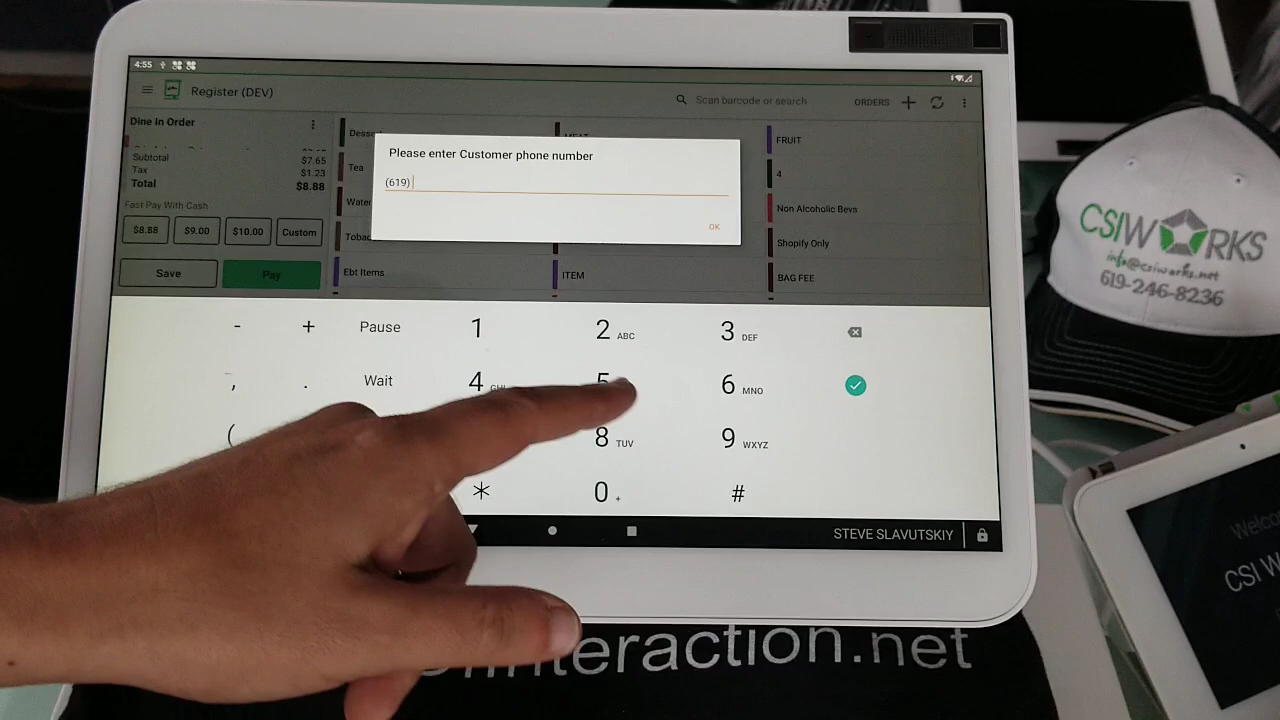 4:55
Register (DEV)
Scan barcode or search
ORDERS
Dine In Order
Subtotal $7.65
Tax $1.23
Total $8.88
Fast Pay With Cash
$8.88 $9.00 $10.00 Custom
Save Pay
Tea
Ebt Items
ITEM
FRUIT
4
Non Alcoholic Bevs
Shopify Only
BAG FEE
Please enter Customer phone number
(619)
OK
- + Pause 1 2 ABC 3 DEF
, . Wait 4 5 6 MNO
( 8 TUV 9 WXYZ
* 0 + #
STEVE SLAVUTSKIY
CSIWORKS
info@csiworks.net
619-246-8236
CSI W
interaction.net